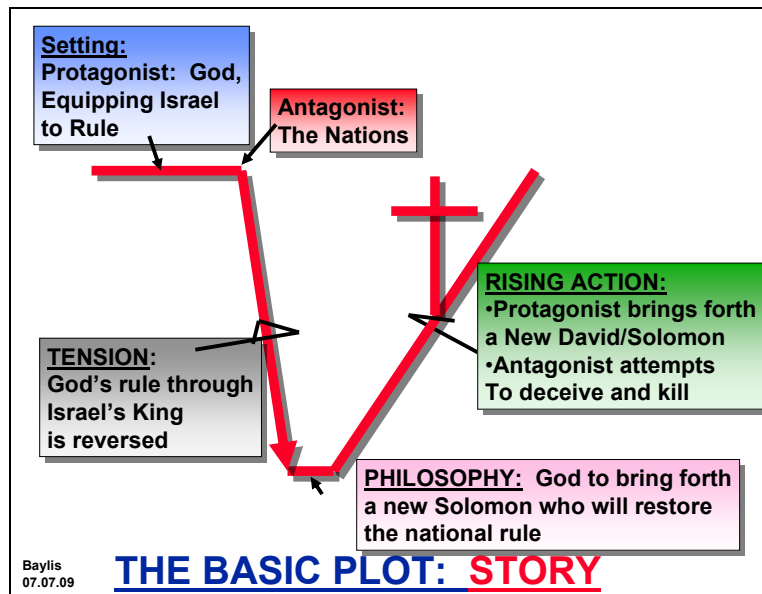 Setting:
Protagonist: God,
Equipping Israel
to Rule
Antagonist:
The Nations
RISING ACTION:
•Protagonist brings forth
a New David/Solomon
•Antagonist attempts
To deceive and kill
TENSION:
God's rule through
Israel's King
is reversed
PHILOSOPHY: God to bring forth
a new Solomon who will restore
the national rule
Baylis
07.07.09
THE BASIC PLOT: STORY